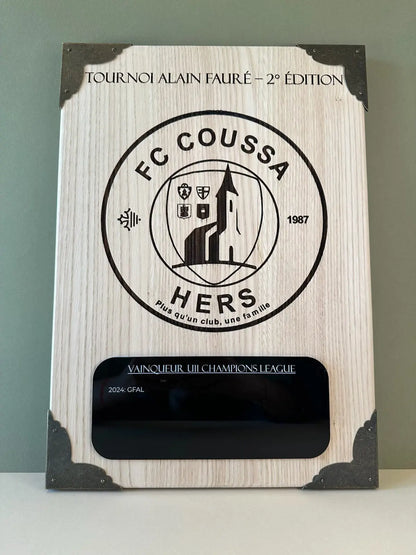 TOURNOI ALAIN FAURÉ – 2° ÉDITION
FC COUSSA
1987
HERS
Plus qu'un club, une famille
VAINQUEUR U11 CHAMPIONS LEAGUE
2024: GFAL